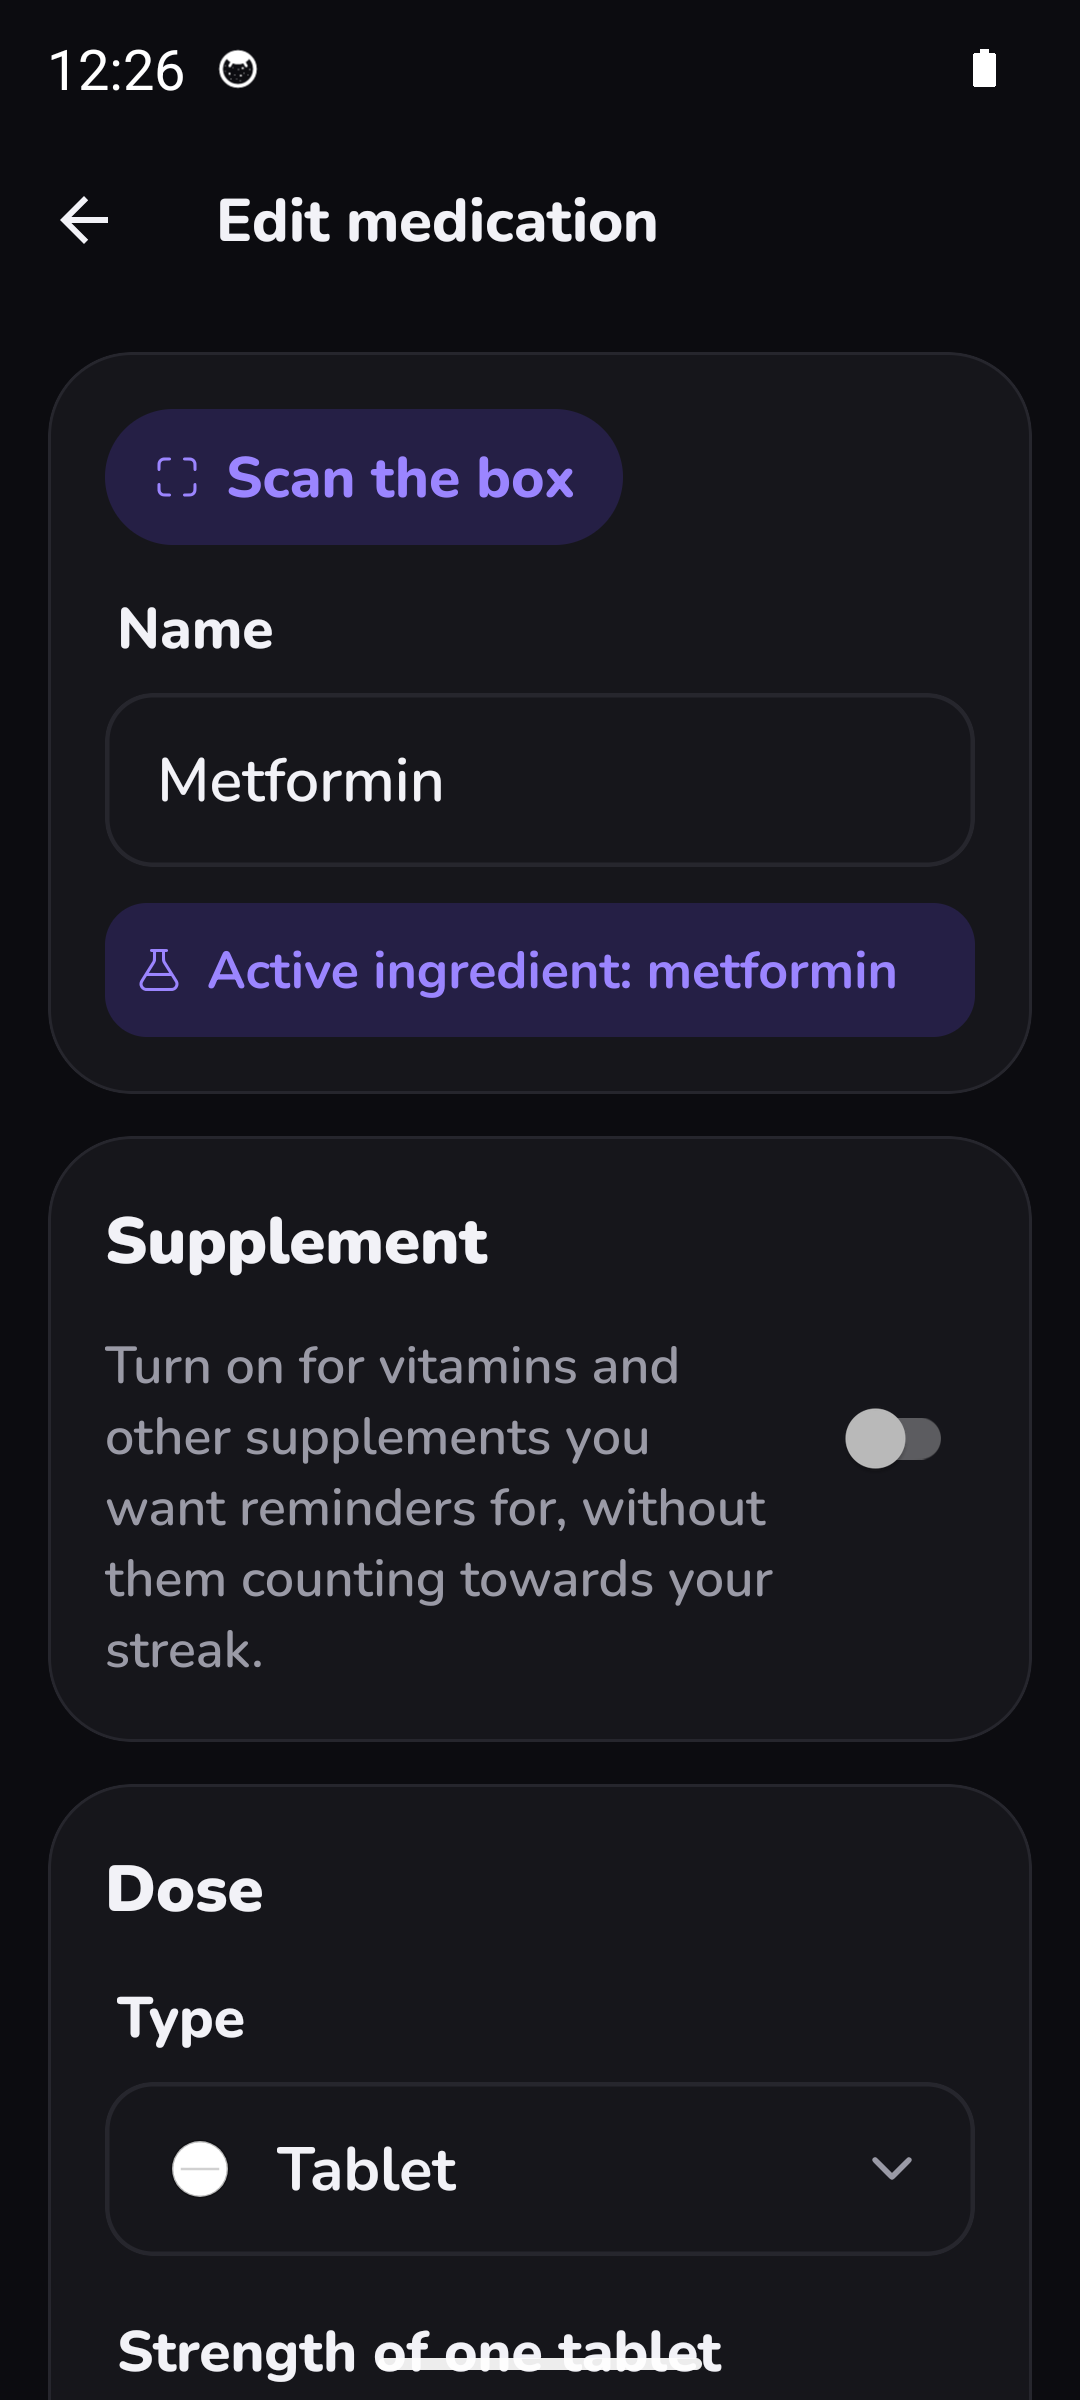 12:26
Edit medication
Scan the box
Name
Metformin
Active ingredient: metformin
Supplement
Turn on for vitamins and
other supplements you
want reminders for, without
them counting towards your
streak.
Dose
Type
Tablet
Strength of one tablet